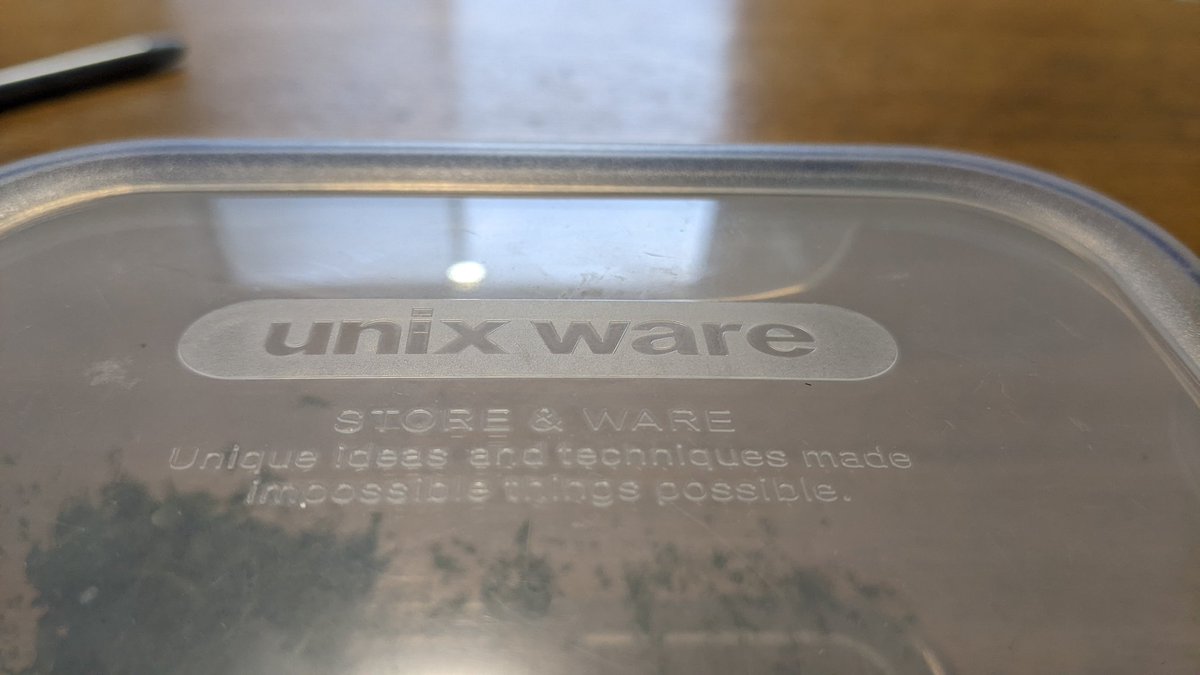 unix ware
STORE & WARE
Unique ideas and techniques made
impossible things possible.